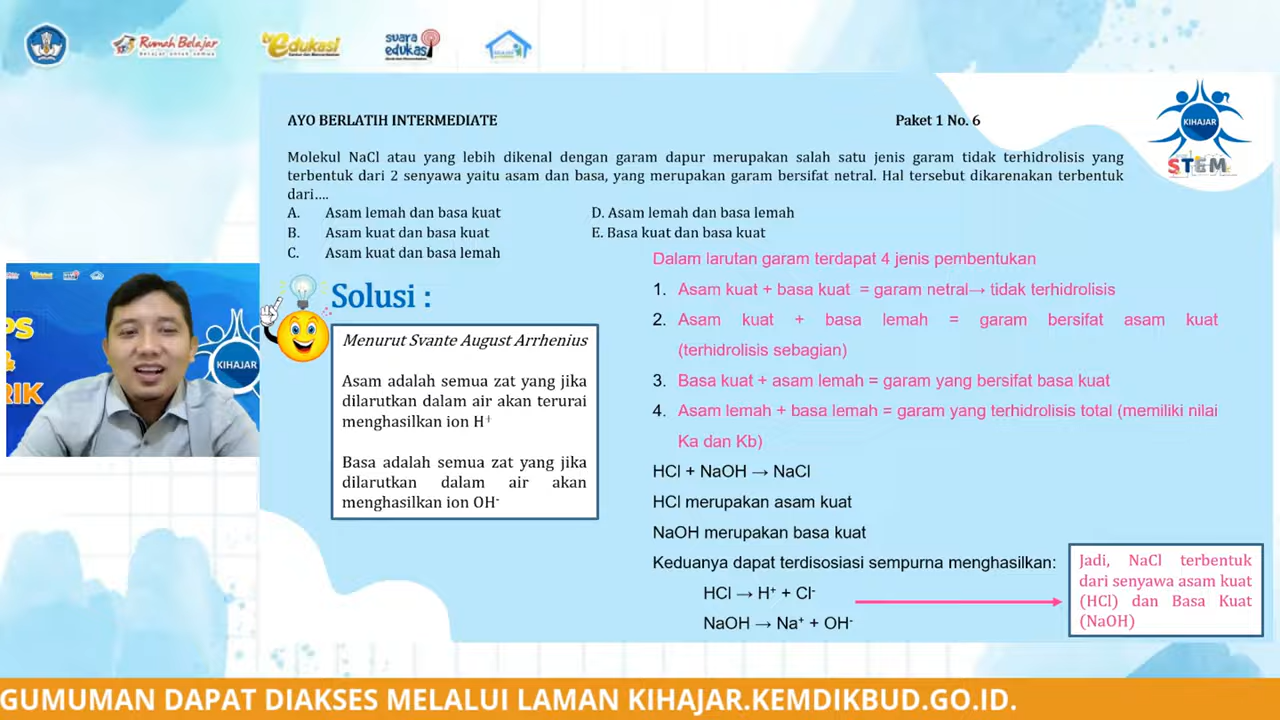 Rumah Belajar
Belajar untuk semua
tv edukasi
suara
edukasi
AYO BERLATIH INTERMEDIATE
Paket 1 No. 6
KIHAJAR
STEM
Molekul NaCl atau yang lebih dikenal dengan garam dapur merupakan salah satu jenis garam tidak terhidrolisis yang
terbentuk dari 2 senyawa yaitu asam dan basa, yang merupakan garam bersifat netral. Hal tersebut dikarenakan terbentuk
dari....
A. Asam lemah dan basa kuat
B. Asam kuat dan basa kuat
C. Asam kuat dan basa lemah
D. Asam lemah dan basa lemah
E. Basa kuat dan basa kuat
Solusi :
Menurut Svante August Arrhenius
Asam adalah semua zat yang jika
dilarutkan dalam air akan terurai
menghasilkan ion H⁺
Basa adalah semua zat yang jika
dilarutkan dalam air akan
menghasilkan ion OH⁻
Dalam larutan garam terdapat 4 jenis pembentukan
1. Asam kuat + basa kuat = garam netral→ tidak terhidrolisis
2. Asam kuat + basa lemah = garam bersifat asam kuat
(terhidrolisis sebagian)
3. Basa kuat + asam lemah = garam yang bersifat basa kuat
4. Asam lemah + basa lemah = garam yang terhidrolisis total (memiliki nilai
Ka dan Kb)
HCl + NaOH → NaCl
HCl merupakan asam kuat
NaOH merupakan basa kuat
Keduanya dapat terdisosiasi sempurna menghasilkan:
HCl → H⁺ + Cl⁻
NaOH → Na⁺ + OH⁻
Jadi, NaCl terbentuk
dari senyawa asam kuat
(HCl) dan Basa Kuat
(NaOH)
PS
&
RIK
KIHAJAR
GUMUMAN DAPAT DIAKSES MELALUI LAMAN KIHAJAR.KEMDIKBUD.GO.ID.